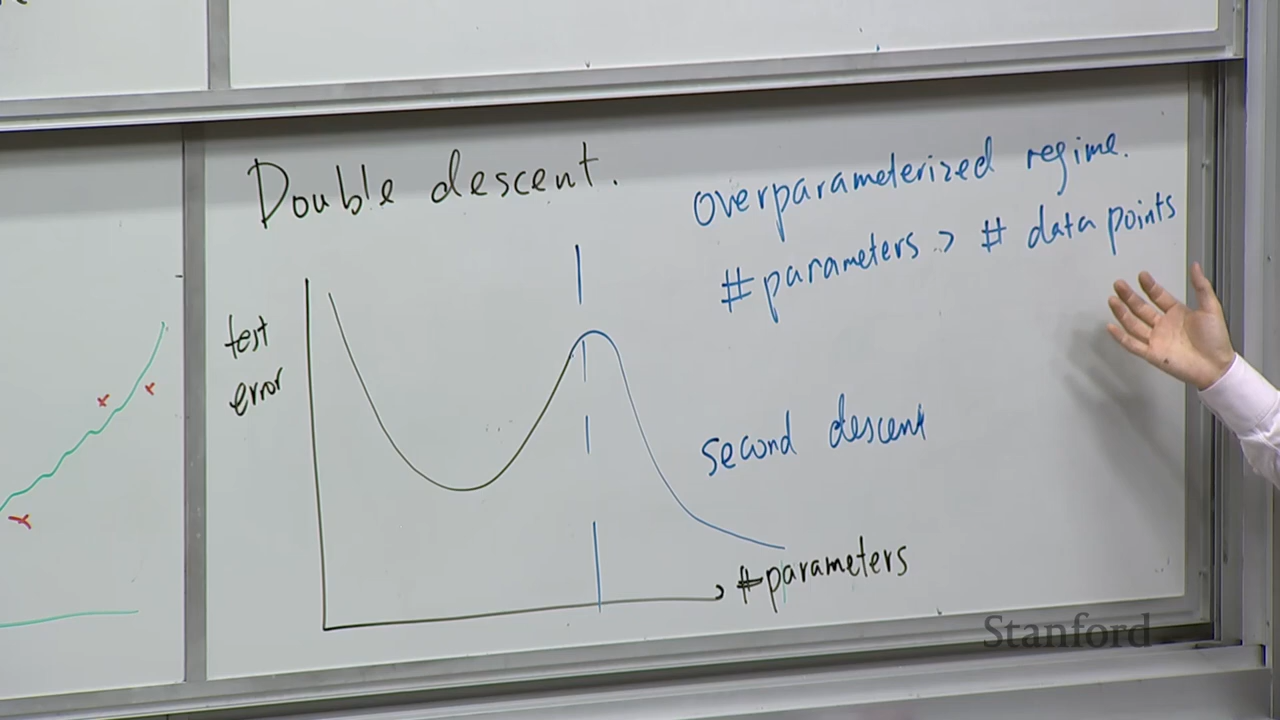 Double descent.
overparameterized regime.
#parameters > # data points
test
error
second descent
#parameters
Stanford